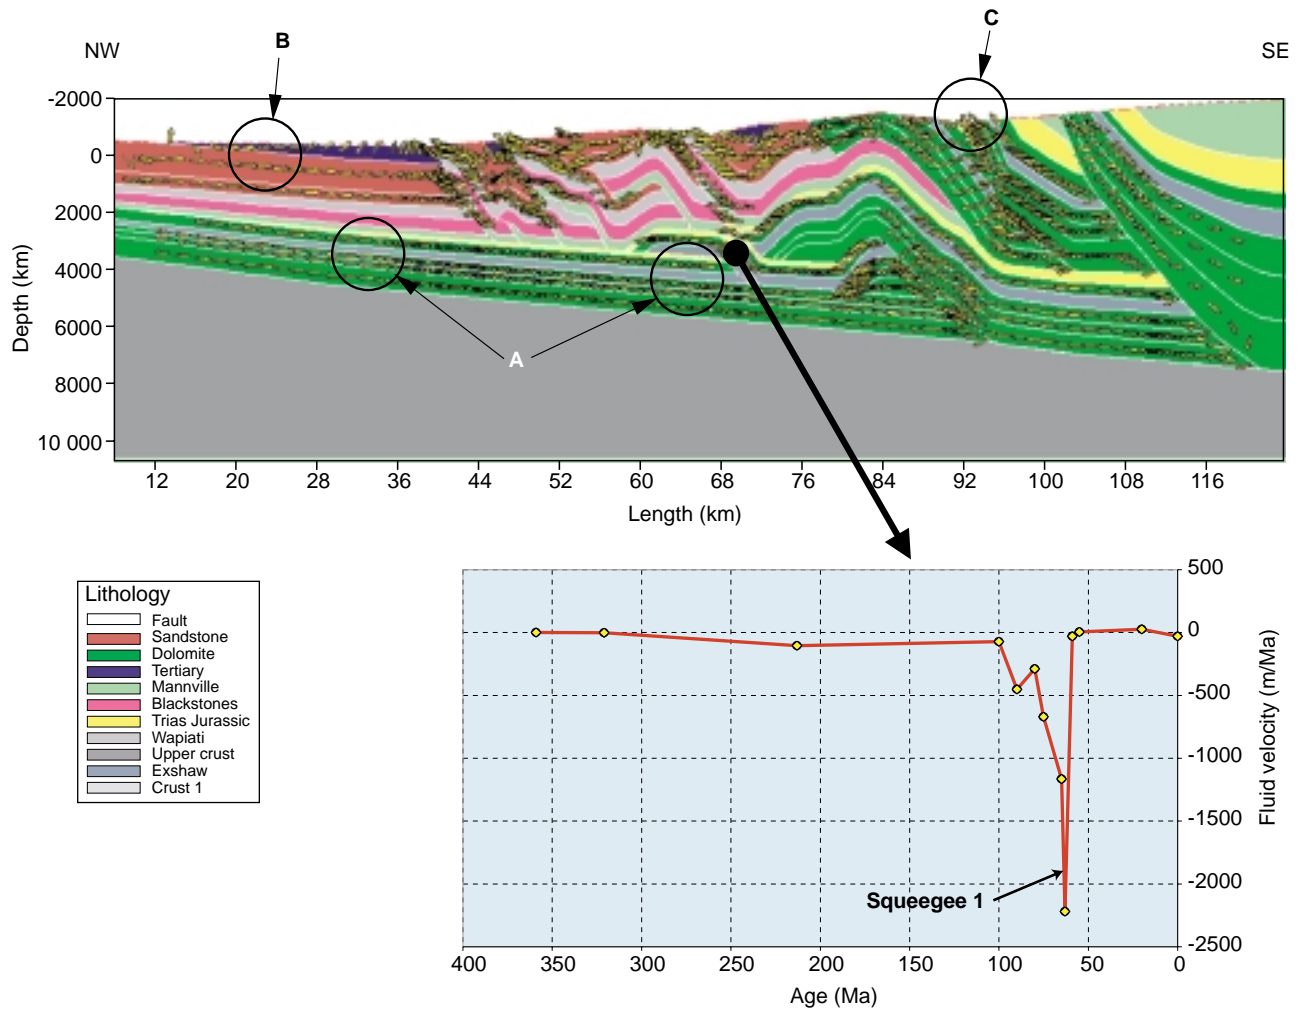 C
B
NW
SE
-2000
0
2000
4000
6000
8000
10 000
Depth (km)
A
12 20 28 36 44 52 60 68 76 84 92 100 108 116
Length (km)
Lithology
Fault
Sandstone
Dolomite
Tertiary
Mannville
Blackstones
Trias Jurassic
Wapiati
Upper crust
Exshaw
Crust 1
500
0
-500
-1000
-1500
-2000
-2500
Fluid velocity (m/Ma)
Squeegee 1
400 350 300 250 200 150 100 50 0
Age (Ma)